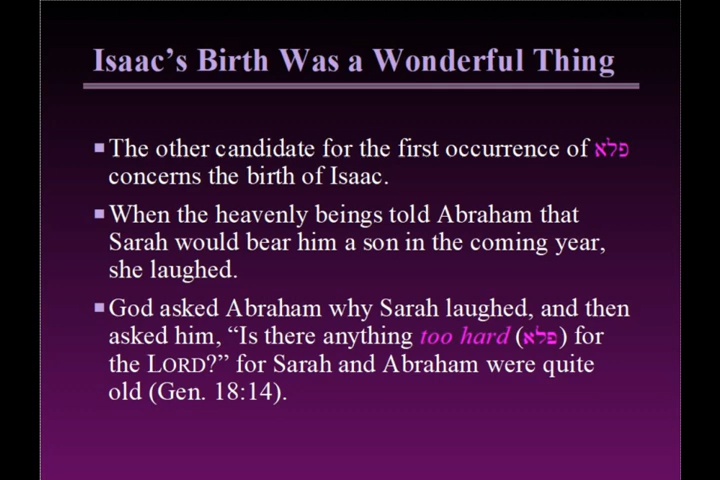 Isaac's Birth Was a Wonderful Thing
The other candidate for the first occurrence of פלא
concerns the birth of Isaac.
When the heavenly beings told Abraham that
Sarah would bear him a son in the coming year,
she laughed.
God asked Abraham why Sarah laughed, and then
asked him, “Is there anything too hard (פלא) for
the LORD?” for Sarah and Abraham were quite
old (Gen. 18:14).